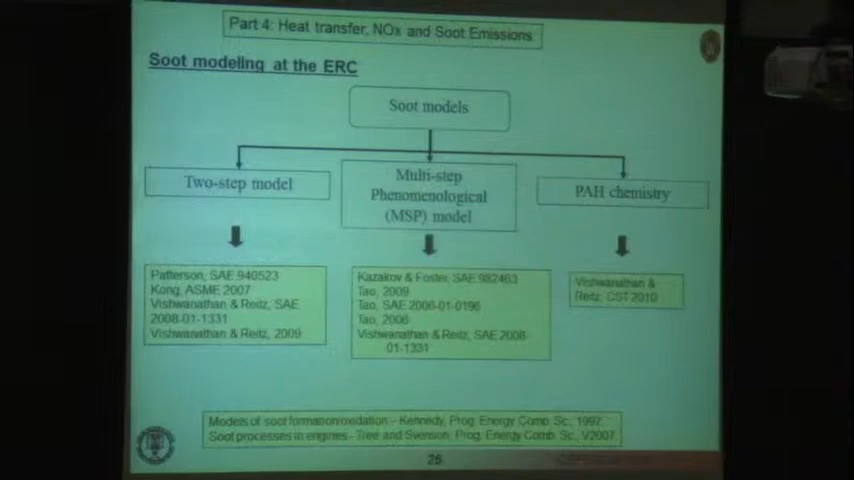 Part 4: Heat transfer, NOx and Soot Emissions
Soot modeling at the ERC
Soot models
Two-step model
Multi-step
Phenomenological
(MSP) model
PAH chemistry
Patterson, SAE 940523
Kong, ASME 2007
Vishwanathan & Reitz, SAE
2008-01-1331
Vishwanathan & Reitz, 2009
Kazakov & Foster, SAE 982463
Tao, 2009
Tao, SAE 2006-01-0196
Tao, 2006
Vishwanathan & Reitz, SAE 2008-
01-1331
Vishwanathan &
Reitz, CST 2010
Models of soot formation/oxidation – Kennedy, Prog. Energy Comb. Sc., 1997
Soot processes in engines - Tree and Svenson, Prog. Energy Comb. Sc., V2007
25